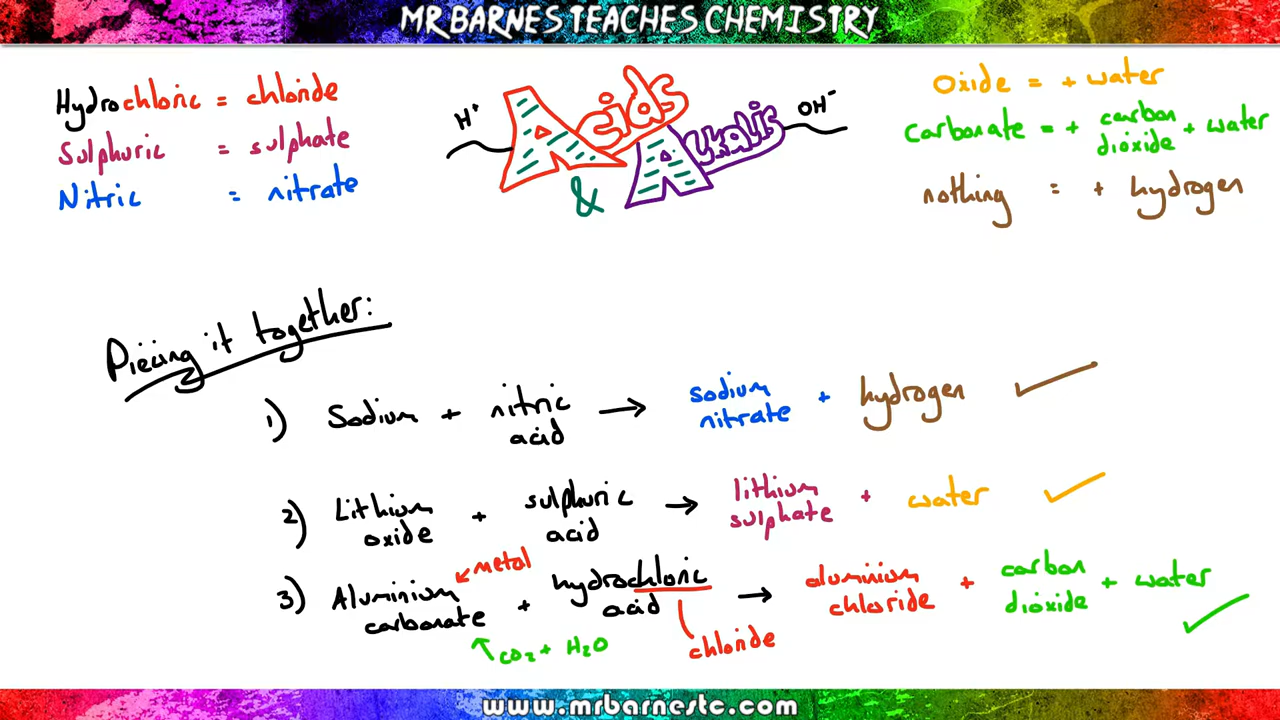 MR BARNES TEACHES CHEMISTRY
Hydrochloric = chloride
Sulphuric = sulphate
Nitric = nitrate
H+
Acids
&
Alkalis
OH-
Oxide = + water
Carbonate = + carbon dioxide + water
nothing = + hydrogen
Piecing it together:
1) Sodium + nitric acid → sodium nitrate + hydrogen ✓
2) Lithium oxide + sulphuric acid → lithium sulphate + water ✓
metal
3) Aluminium carbonate + hydrochloric acid → aluminium chloride + carbon dioxide + water ✓
CO2 + H2O
chloride
www.mrbarnestc.com